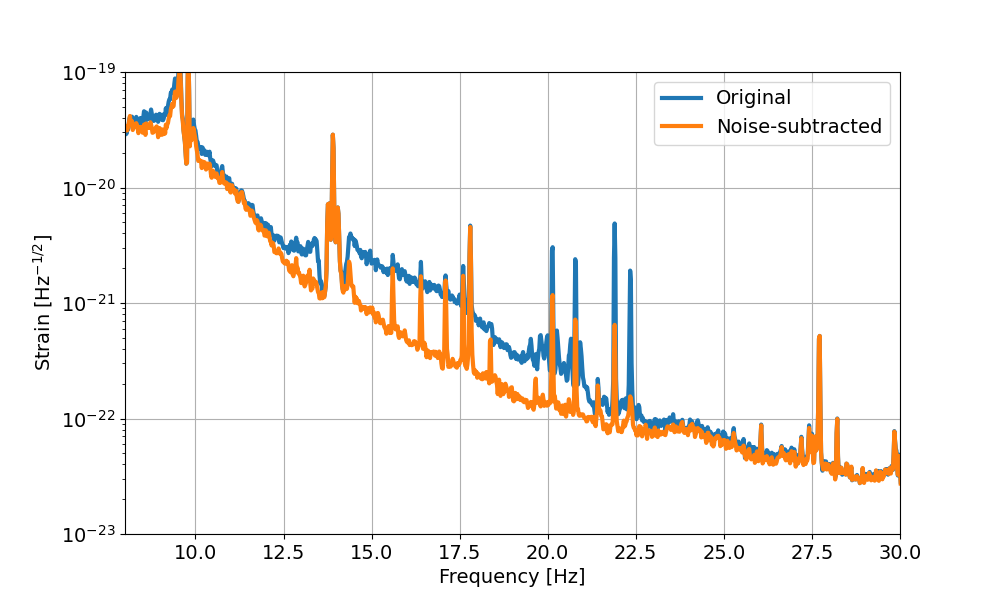 Original
Noise-subtracted
Strain [Hz⁻¹/²]
10⁻¹⁹
10⁻²⁰
10⁻²¹
10⁻²²
10⁻²³
10.0 12.5 15.0 17.5 20.0 22.5 25.0 27.5 30.0
Frequency [Hz]